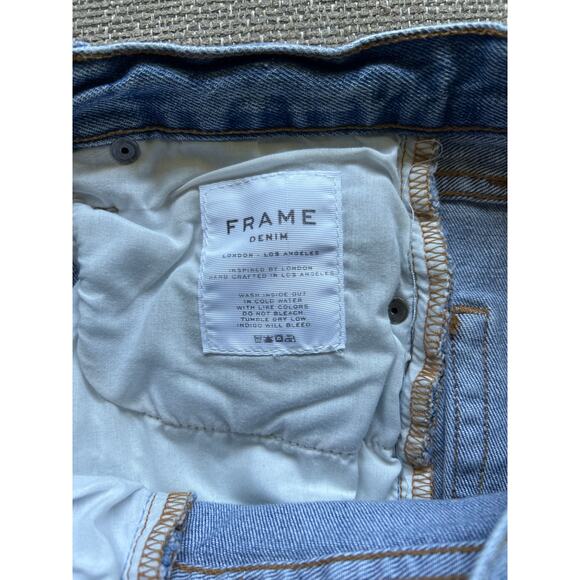 FRAME
DENIM
LONDON - LOS ANGELES
INSPIRED BY LONDON
HAND CRAFTED IN LOS ANGELES
WASH INSIDE OUT
IN COLD WATER
WITH LIKE COLORS
DO NOT BLEACH
TUMBLE DRY LOW
INDIGO WILL BLEED